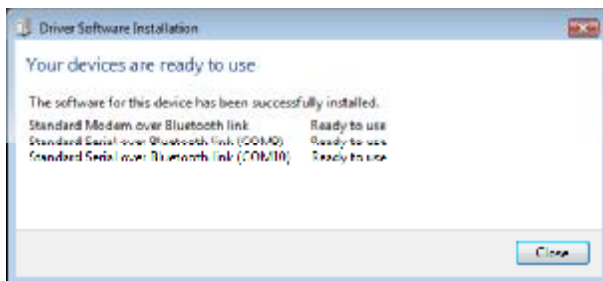 Driver Software Installation
Your devices are ready to use
The software for this device has been successfully installed.
Standard Modem over Bluetooth link Ready to use
Standard Serial over Bluetooth link Ready to use
Standard Serial over Bluetooth link (COM10) Ready to use
Close